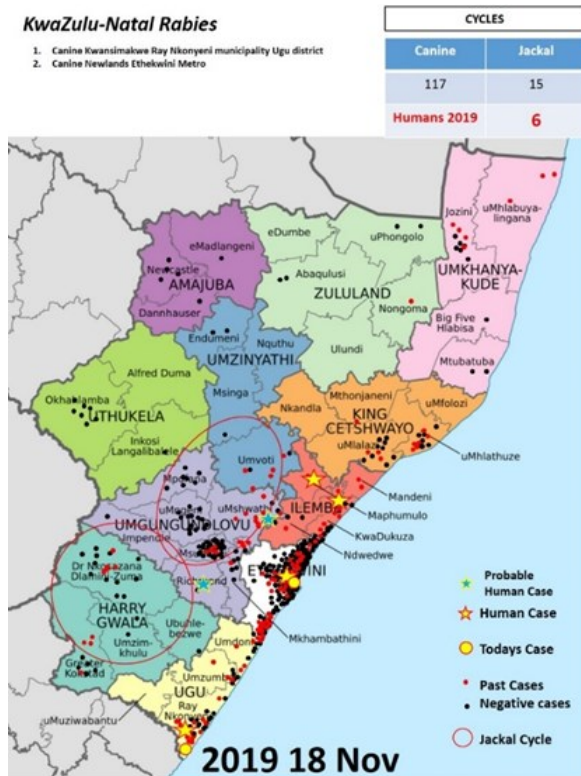 KwaZulu-Natal Rabies
1. Canine Kwansimakwe Ray Nkonyeni municipality Ugu district
2. Canine Newlands Ethekwini Metro
CYCLES
Canine Jackal
117 15
Humans 2019 6
Jozini
uMhlabuya-
lingana
eDumbe
uPhongolo
eMadlangeni
Newcastle
AMAJUBA
Abaqulusi
UMKHANYA-
KUDE
ZULULAND
Dannhauser
Nongoma
Big Five
Hlabisa
Endumeni
Nquthu
UMZINYATHI
Ulundi
Mtubatuba
Alfred Duma
Okhahlamba
Msinga
UTHUKELA
Nkandla
Mthonjaneni
KING
CETSHWAYO
uMfolozi
Inkosi
Langalibalele
uMlalazi
uMhlathuze
Umvoti
Mpofana
Mandeni
ILEMBE
uMngeni
uMshwathi
Maphumulo
UMGUNGUNDLOVU
KwaDukuza
Impendle
Ndwedwe
Dr Nkosazana
Dlamini-Zuma
Richmond
HARRY
GWALA
Ubuhle-
bezwe
Mkhambathini
Umzim-
khulu
Umdoni
Greater
Kokstad
Umzumbe
UGU
Ray
Nkonyeni
uMuziwabantu
Probable
Human Case
Human Case
Todays Case
Past Cases
Negative cases
Jackal Cycle
2019 18 Nov